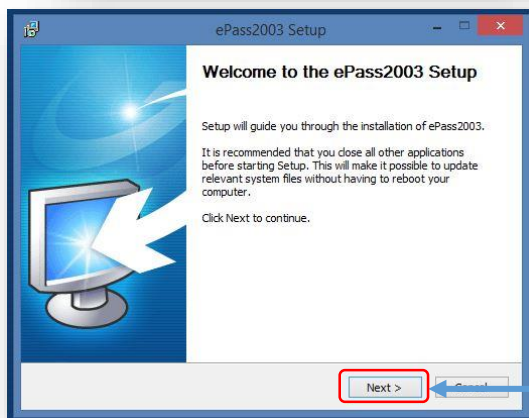 ePass2003 Setup
Welcome to the ePass2003 Setup
Setup will guide you through the installation of ePass2003.
It is recommended that you close all other applications
before starting Setup. This will make it possible to update
relevant system files without having to reboot your
computer.
Click Next to continue.
Next >